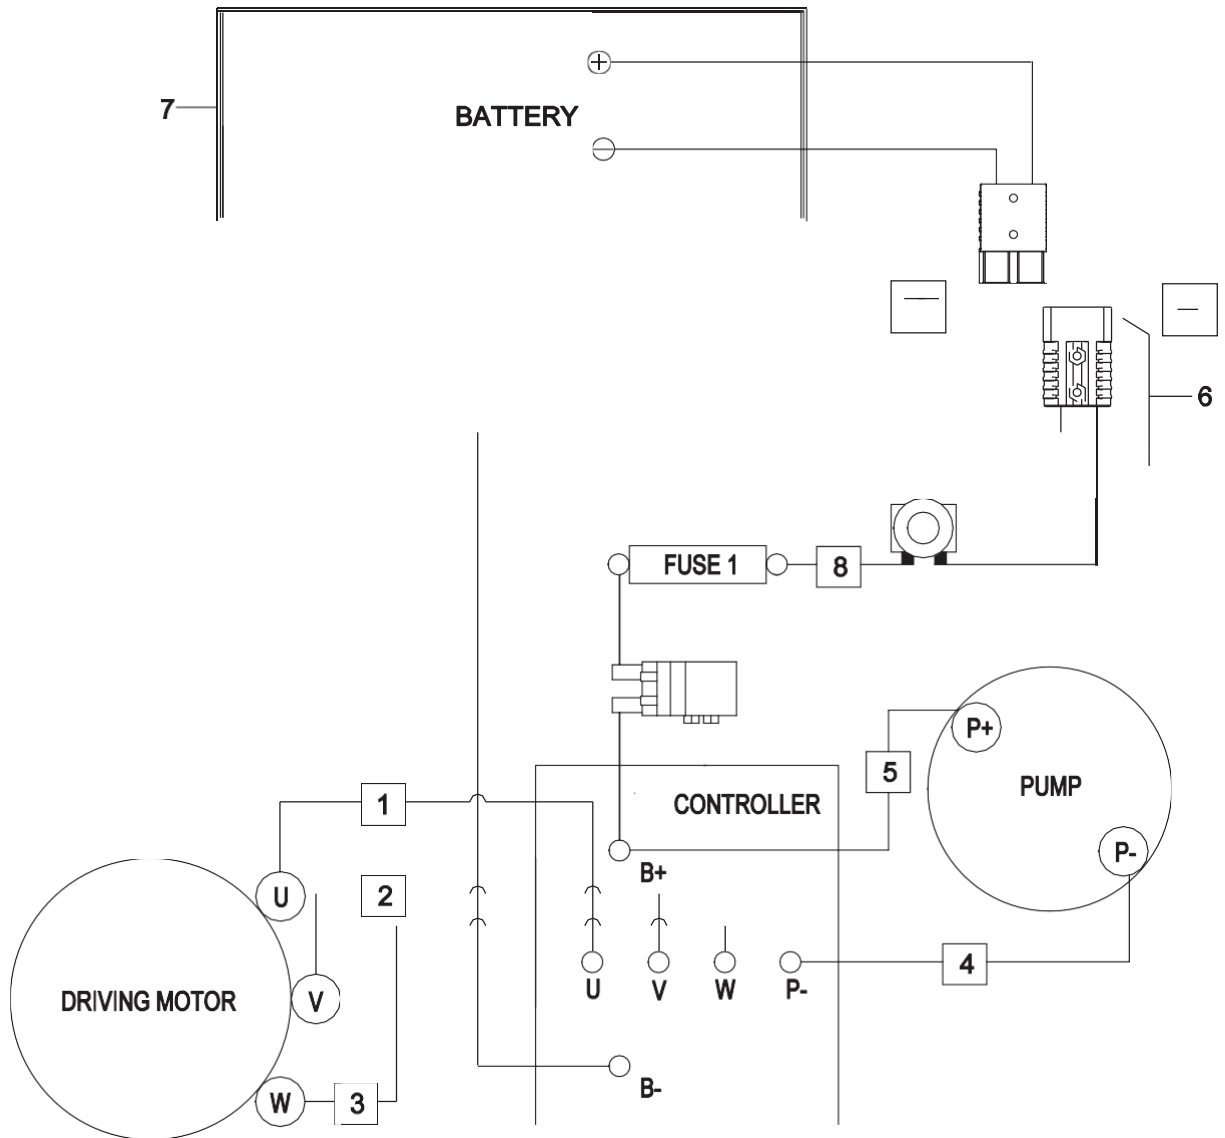 7
BATTERY
6
FUSE 1
8
P+
5
PUMP
1
CONTROLLER
P-
B+
U
2
DRIVING MOTOR
V
U
V
W
P-
4
B-
W
3